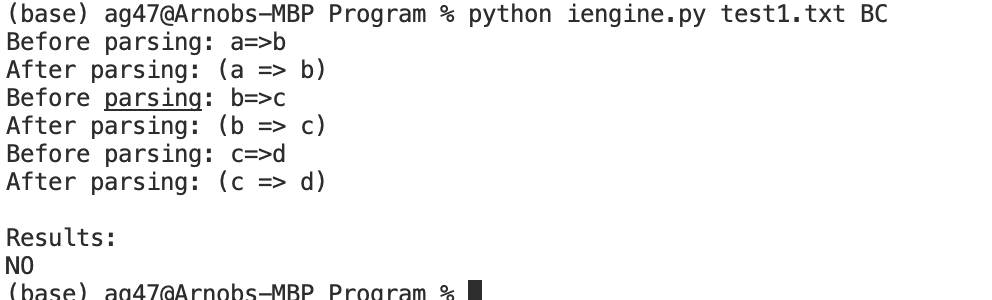 (base) ag47@Arnobs-MBP Program % python iengine.py test1.txt BC
Before parsing: a=>b
After parsing: (a => b)
Before parsing: b=>c
After parsing: (b => c)
Before parsing: c=>d
After parsing: (c => d)
Results:
NO
(base) ag47@Arnobs-MBP Program %